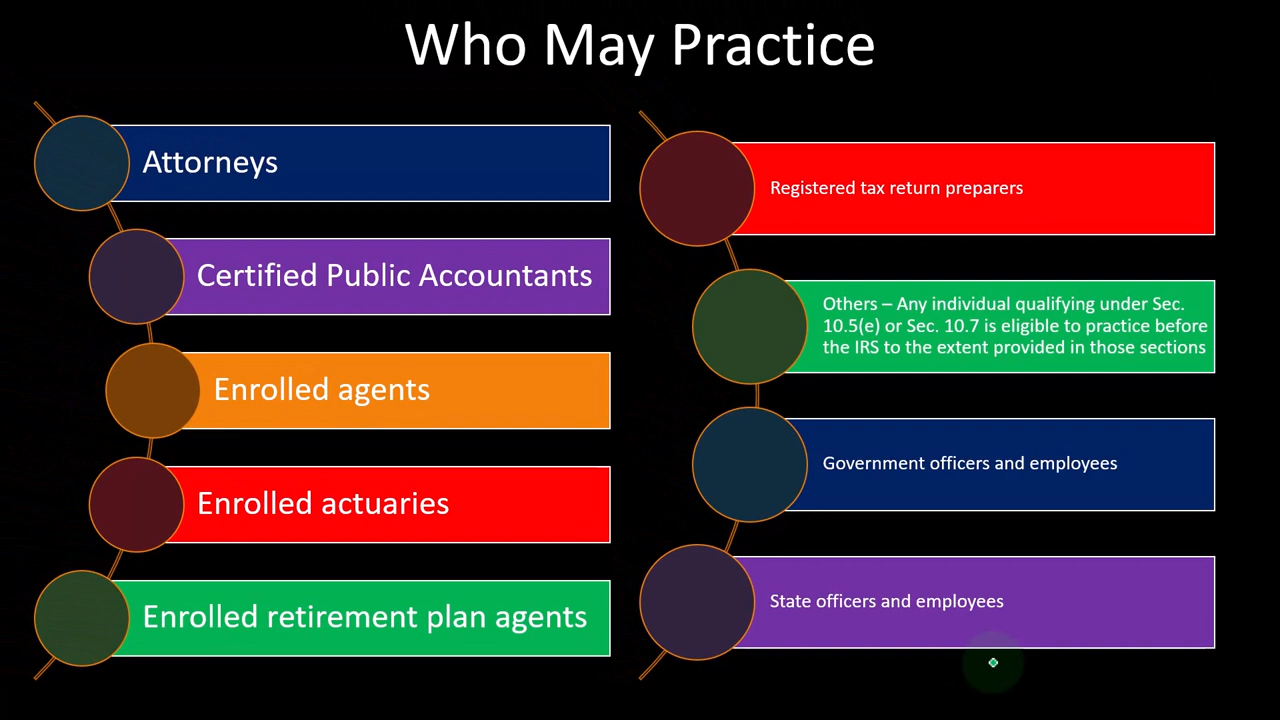 Who May Practice
Attorneys
Certified Public Accountants
Enrolled agents
Enrolled actuaries
Enrolled retirement plan agents
Registered tax return preparers
Others – Any individual qualifying under Sec.
10.5(e) or Sec. 10.7 is eligible to practice before
the IRS to the extent provided in those sections
Government officers and employees
State officers and employees